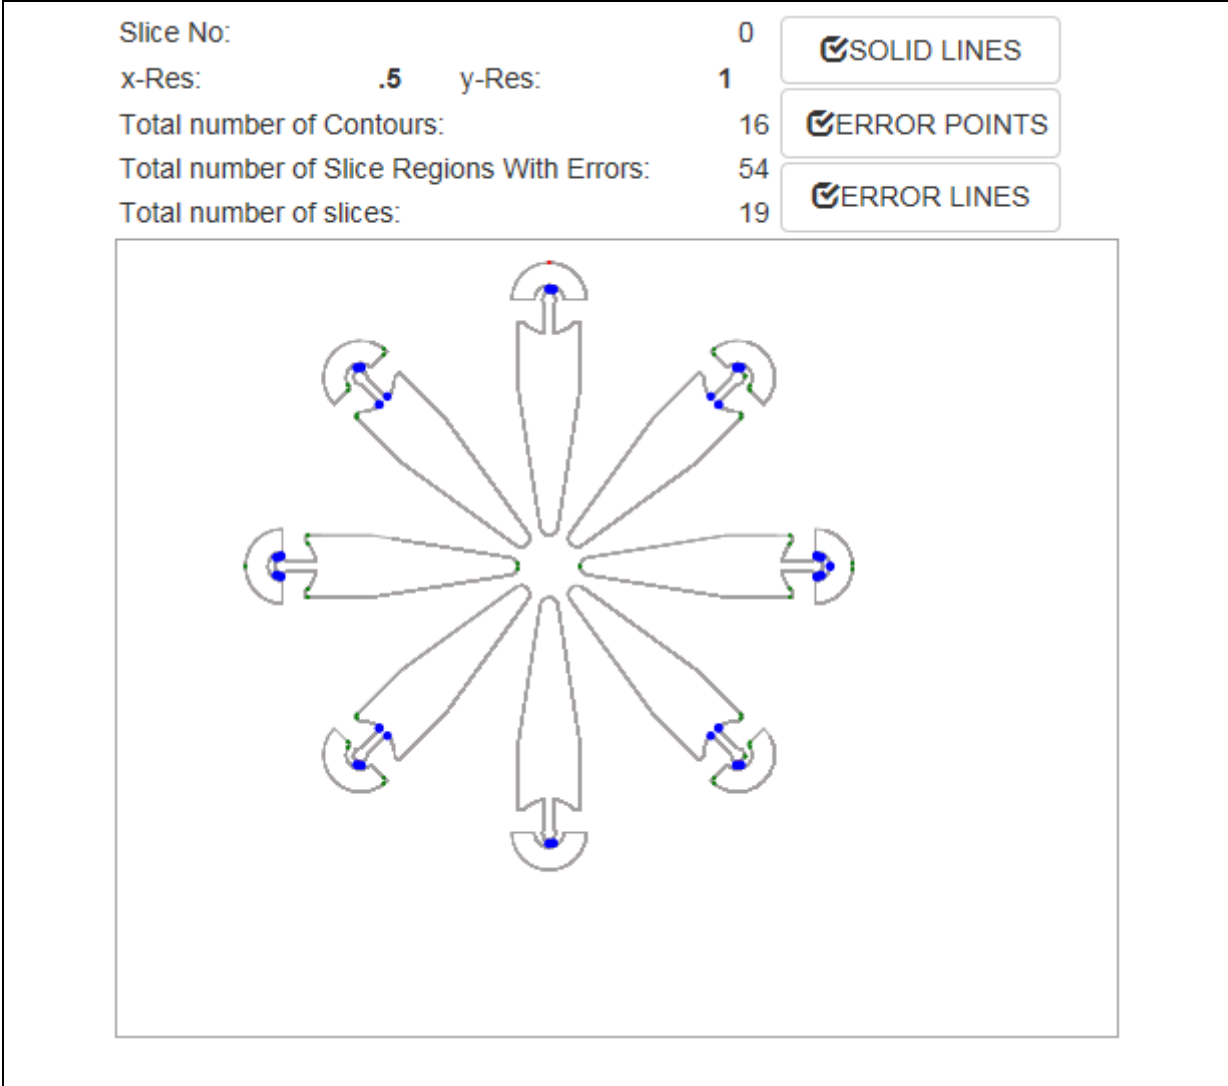 Slice No: 0
SOLID LINES
x-Res: .5 y-Res: 1
Total number of Contours: 16
ERROR POINTS
Total number of Slice Regions With Errors: 54
ERROR LINES
Total number of slices: 19